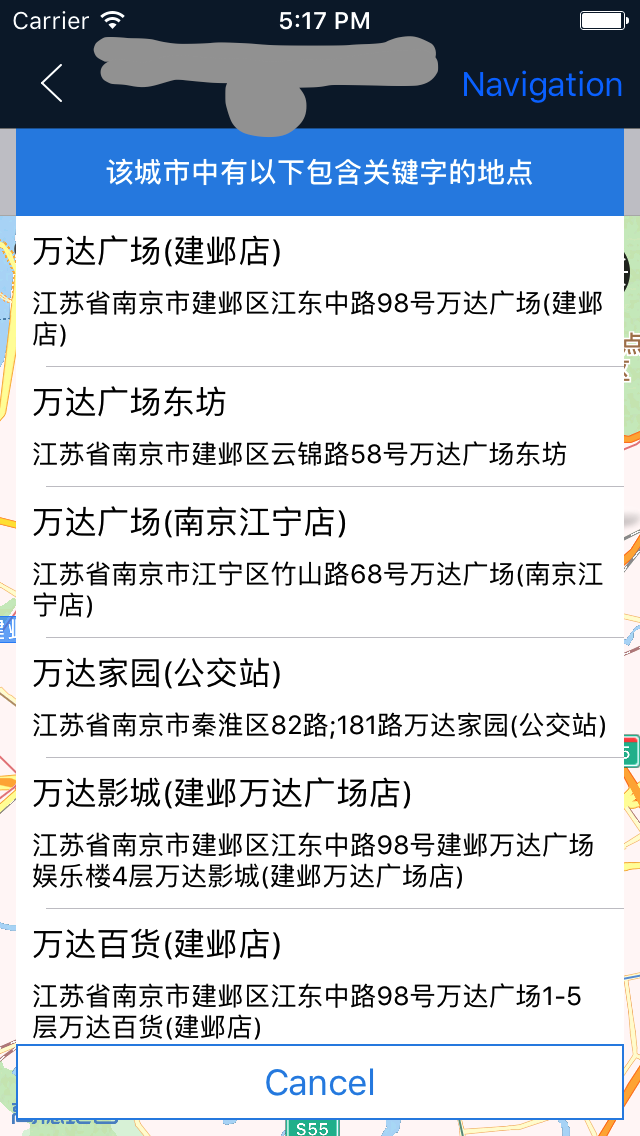 Carrier 5:17 PM
Navigation
该城市中有以下包含关键字的地点
万达广场(建邺店)
江苏省南京市建邺区江东中路98号万达广场(建邺
店)
万达广场东坊
江苏省南京市建邺区云锦路58号万达广场东坊
万达广场(南京江宁店)
江苏省南京市江宁区竹山路68号万达广场(南京江
宁店)
万达家园(公交站)
江苏省南京市秦淮区82路;181路万达家园(公交站)
万达影城(建邺万达广场店)
江苏省南京市建邺区江东中路98号建邺万达广场
娱乐楼4层万达影城(建邺万达广场店)
万达百货(建邺店)
江苏省南京市建邺区江东中路98号万达广场1-5
层万达百货(建邺店)
Cancel
S55